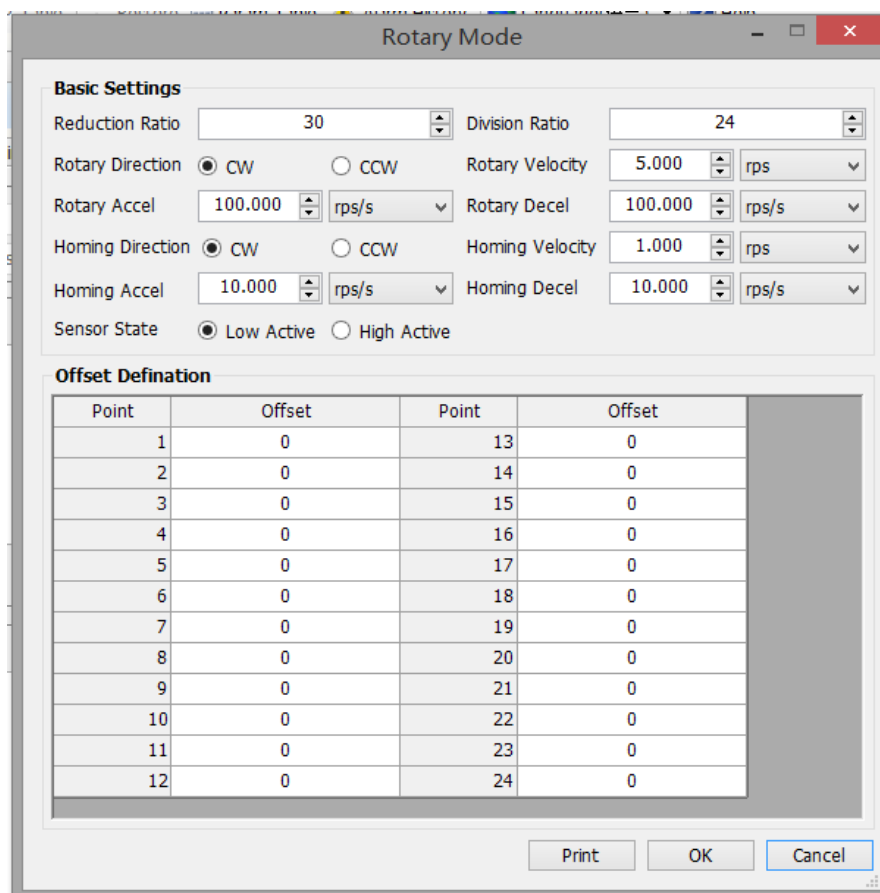 Rotary Mode
Basic Settings
Reduction Ratio 30 Division Ratio 24
Rotary Direction CW CCW Rotary Velocity 5.000 rps
Rotary Accel 100.000 rps/s Rotary Decel 100.000 rps/s
Homing Direction CW CCW Homing Velocity 1.000 rps
Homing Accel 10.000 rps/s Homing Decel 10.000 rps/s
Sensor State Low Active High Active
Offset Defination
Point Offset Point Offset
1 0 13 0
2 0 14 0
3 0 15 0
4 0 16 0
5 0 17 0
6 0 18 0
7 0 19 0
8 0 20 0
9 0 21 0
10 0 22 0
11 0 23 0
12 0 24 0
Print OK Cancel